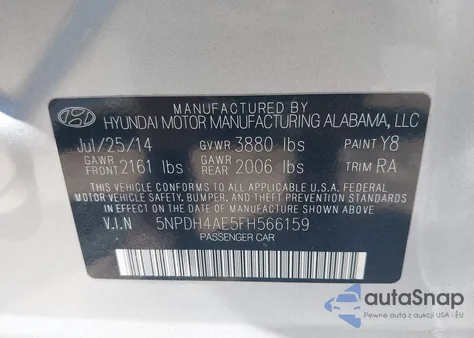 MANUFACTURED BY
HYUNDAI MOTOR MANUFACTURING ALABAMA, LLC
Jul/25/14 GVWR 3880 lbs PAINT Y8
GAWR FRONT 2161 lbs GAWR REAR 2006 lbs TRIM RA
THIS VEHICLE CONFORMS TO ALL APPLICABLE U.S.A. FEDERAL
MOTOR VEHICLE SAFETY, BUMPER, AND THEFT PREVENTION STANDARDS
IN EFFECT ON THE DATE OF MANUFACTURE SHOWN ABOVE.
V.I.N 5NPDH4AE5FH566159
PASSENGER CAR
autoSnap
Pewne auta z aukcji USA - EU